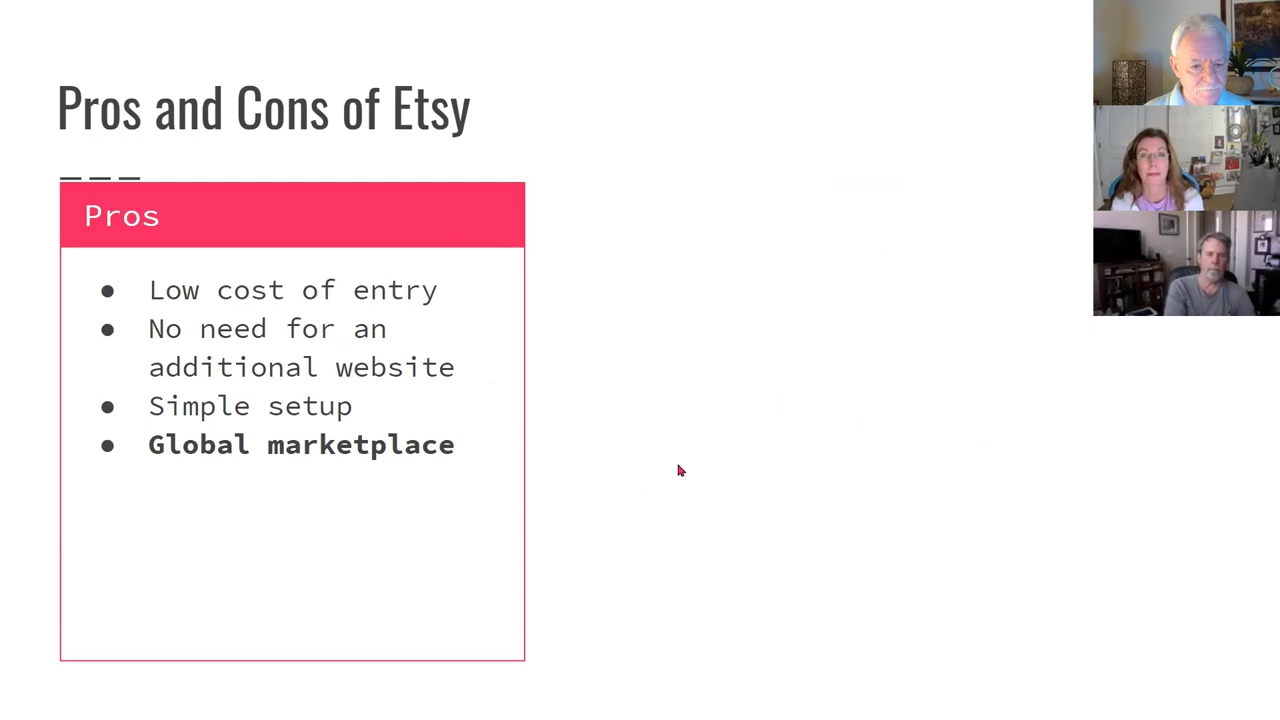 Pros and Cons of Etsy
Pros
● Low cost of entry
● No need for an
additional website
● Simple setup
● Global marketplace